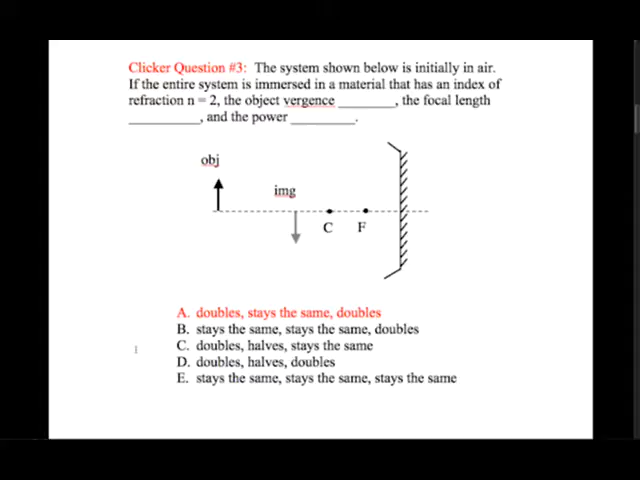 Clicker Question #3: The system shown below is initially in air.
If the entire system is immersed in a material that has an index of
refraction n = 2, the object vergence ________, the focal length
__________, and the power _________.
obj
img
C F
A. doubles, stays the same, doubles
B. stays the same, stays the same, doubles
C. doubles, halves, stays the same
D. doubles, halves, doubles
E. stays the same, stays the same, stays the same